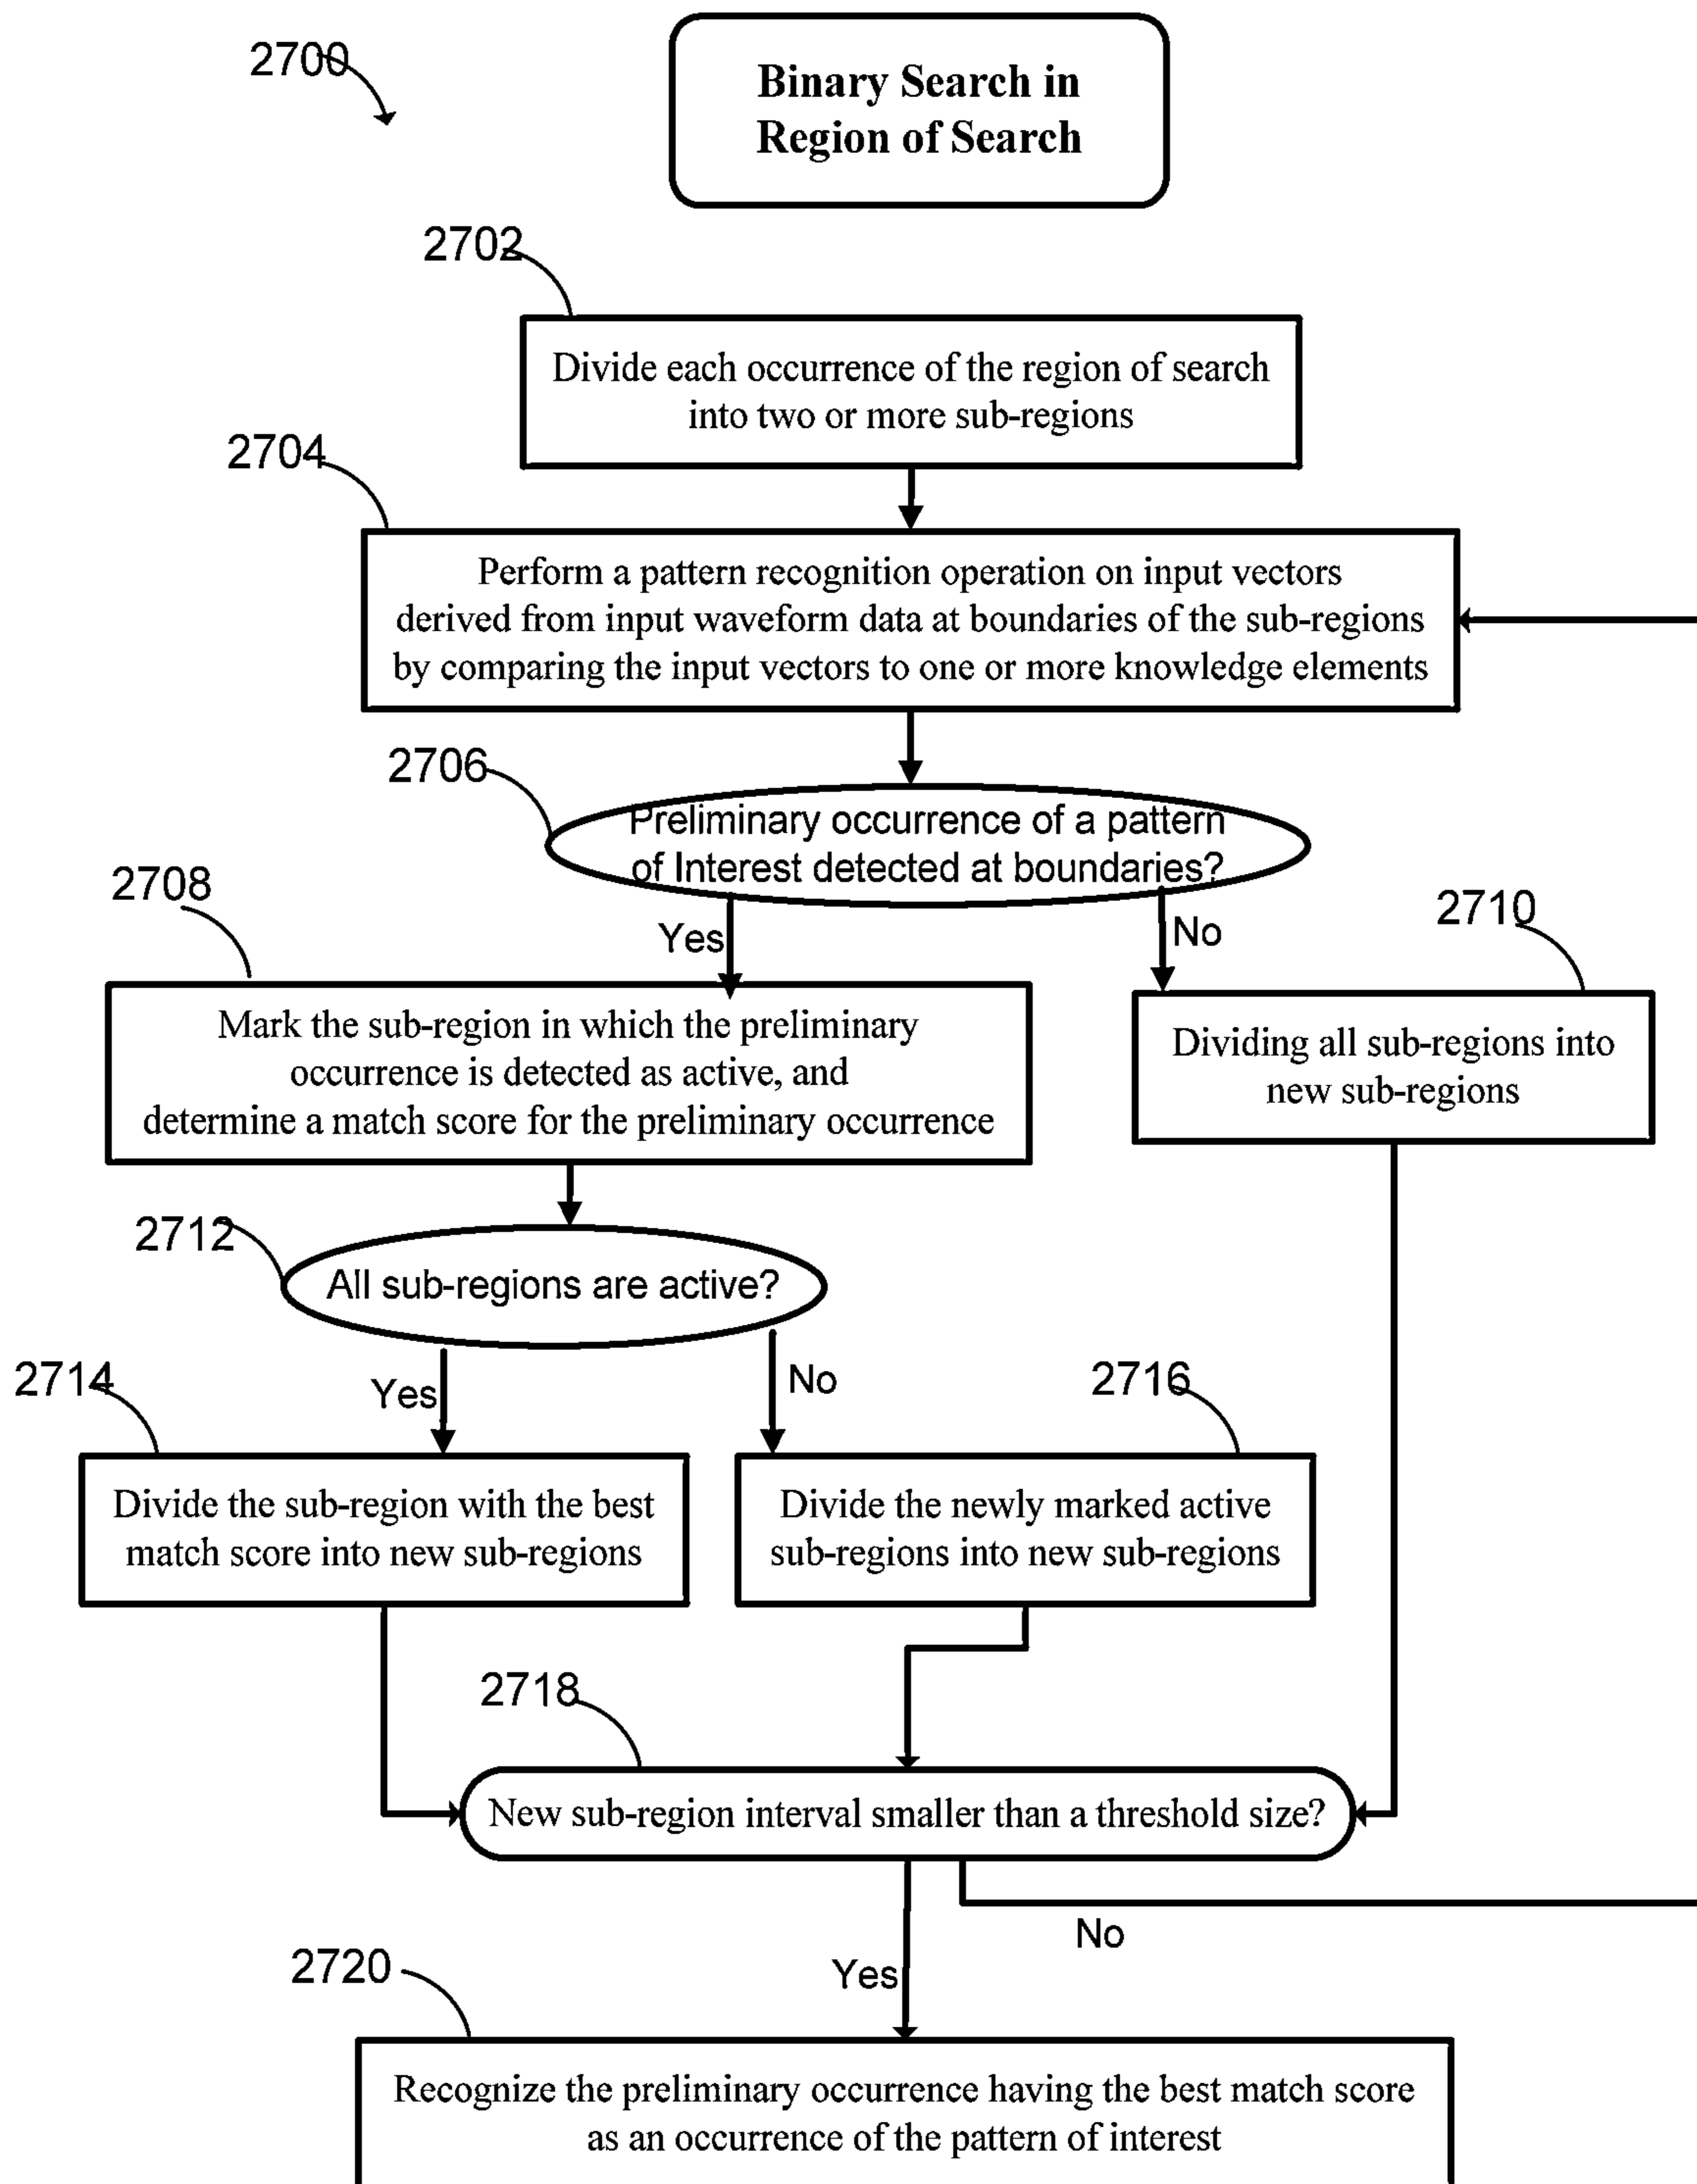 2700
Binary Search in
Region of Search
2702
Divide each occurrence of the region of search
into two or more sub-regions
2704
Perform a pattern recognition operation on input vectors
derived from input waveform data at boundaries of the sub-regions
by comparing the input vectors to one or more knowledge elements
2706
Preliminary occurrence of a pattern
of Interest detected at boundaries?
2708
Yes
No
2710
Mark the sub-region in which the preliminary
occurrence is detected as active, and
determine a match score for the preliminary occurrence
Dividing all sub-regions into
new sub-regions
2712
All sub-regions are active?
2714
Yes
No
2716
Divide the sub-region with the best
match score into new sub-regions
Divide the newly marked active
sub-regions into new sub-regions
2718
New sub-region interval smaller than a threshold size?
No
Yes
2720
Recognize the preliminary occurrence having the best match score
as an occurrence of the pattern of interest